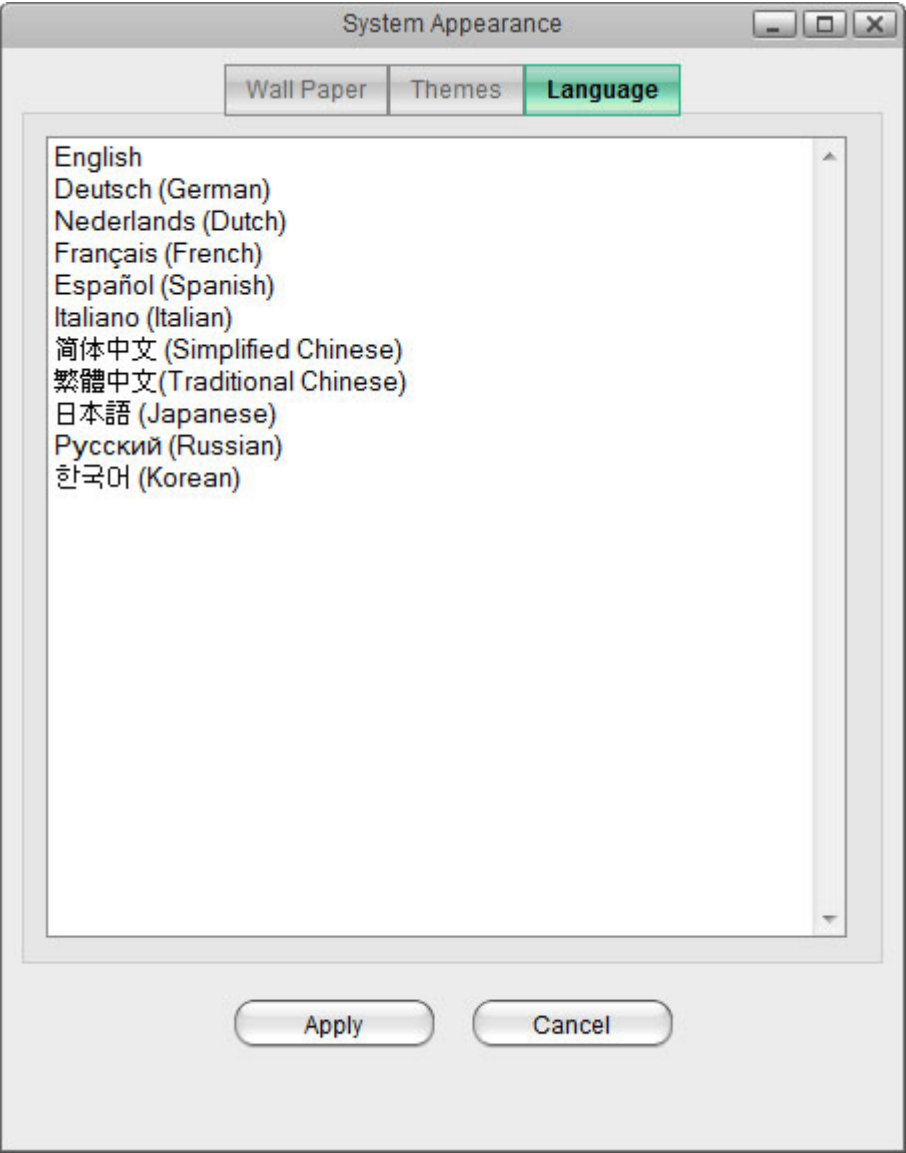 System Appearance
Wall Paper Themes Language
English
Deutsch (German)
Nederlands (Dutch)
Français (French)
Español (Spanish)
Italiano (Italian)
简体中文 (Simplified Chinese)
繁體中文(Traditional Chinese)
日本語 (Japanese)
Русский (Russian)
한국어 (Korean)
Apply Cancel